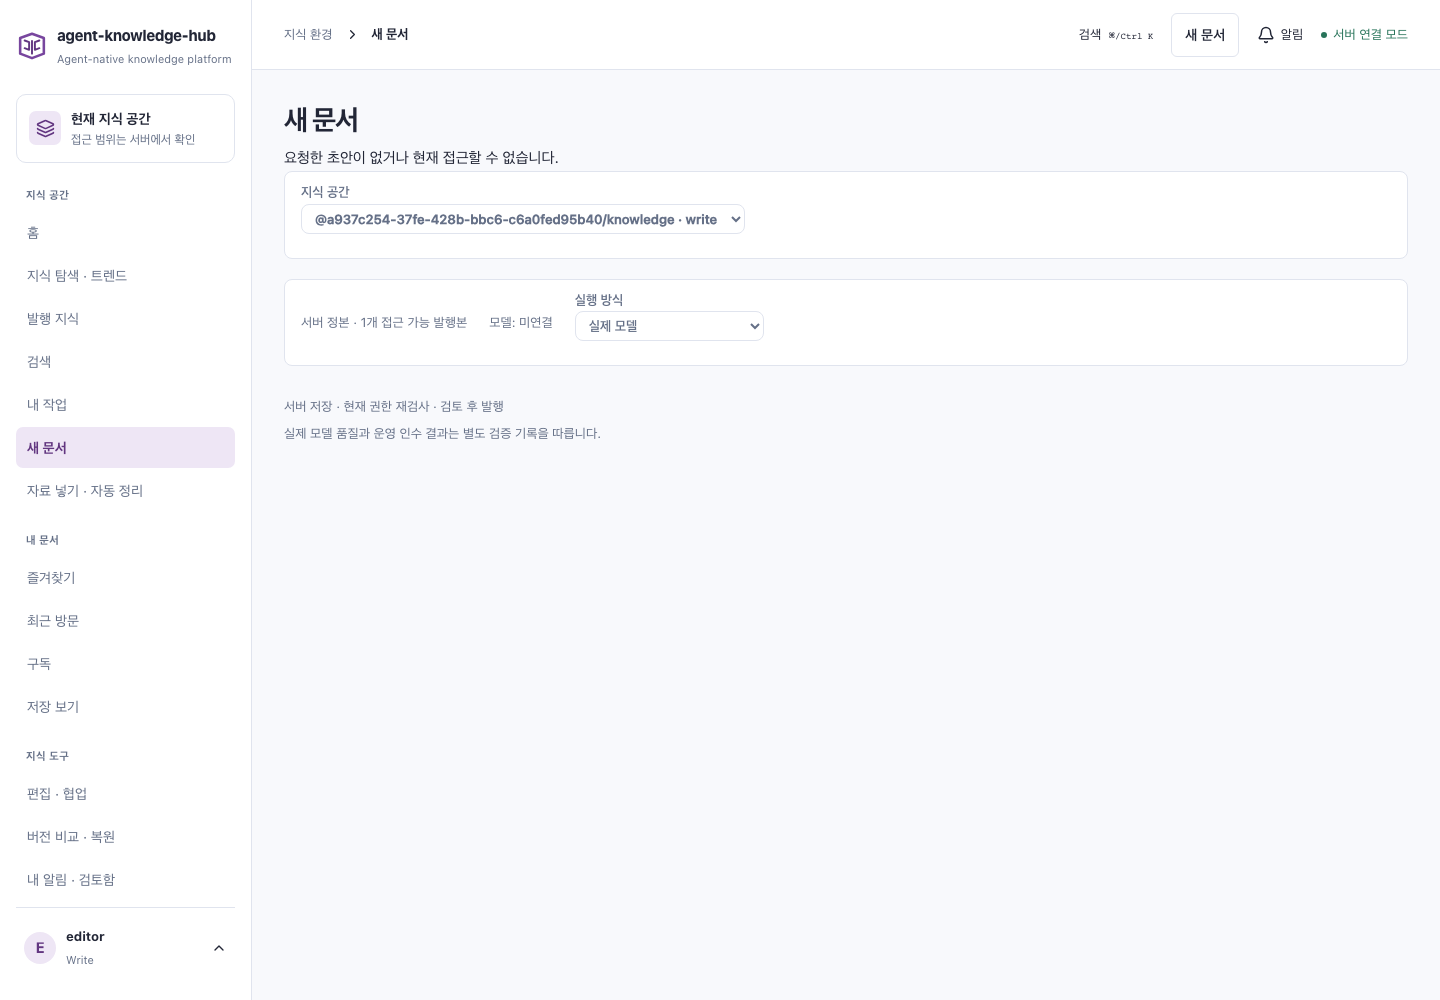 agent-knowledge-hub
Agent-native knowledge platform
현재 지식 공간
접근 범위는 서버에서 확인
지식 공간
홈
지식 탐색 · 트렌드
발행 지식
검색
내 작업
새 문서
자료 넣기 · 자동 정리
내 문서
즐겨찾기
최근 방문
구독
저장 보기
지식 도구
편집 · 협업
버전 비교 · 복원
내 알림 · 검토함
E
editor
Write
지식 환경 > 새 문서
검색 ⌘/Ctrl K
새 문서
알림
서버 연결 모드
새 문서
요청한 초안이 없거나 현재 접근할 수 없습니다.
지식 공간
@a937c254-37fe-428b-bbc6-c6a0fed95b40/knowledge · write
서버 정본 · 1개 접근 가능 발행본
모델: 미연결
실행 방식
실제 모델
서버 저장 · 현재 권한 재검사 · 검토 후 발행
실제 모델 품질과 운영 인수 결과는 별도 검증 기록을 따릅니다.